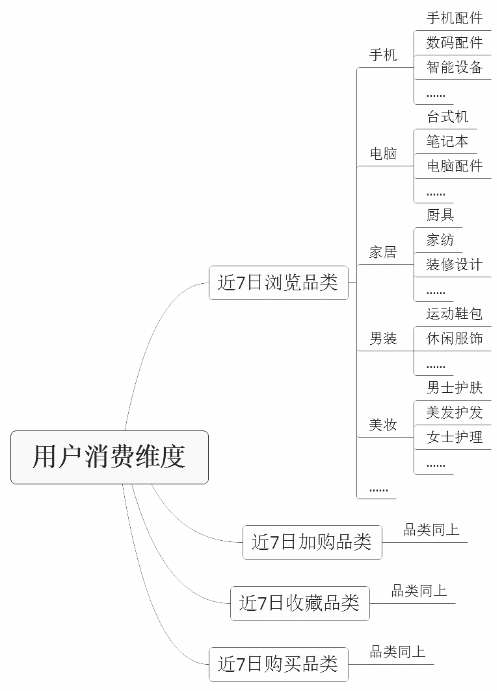 用户消费维度
近7日浏览品类
手机
手机配件
数码配件
智能设备
......
电脑
台式机
笔记本
电脑配件
......
家居
厨具
家纺
装修设计
......
男装
运动鞋包
休闲服饰
......
美妆
男士护肤
美发护发
女士护理
......
......
近7日加购品类
品类同上
近7日收藏品类
品类同上
近7日购买品类
品类同上